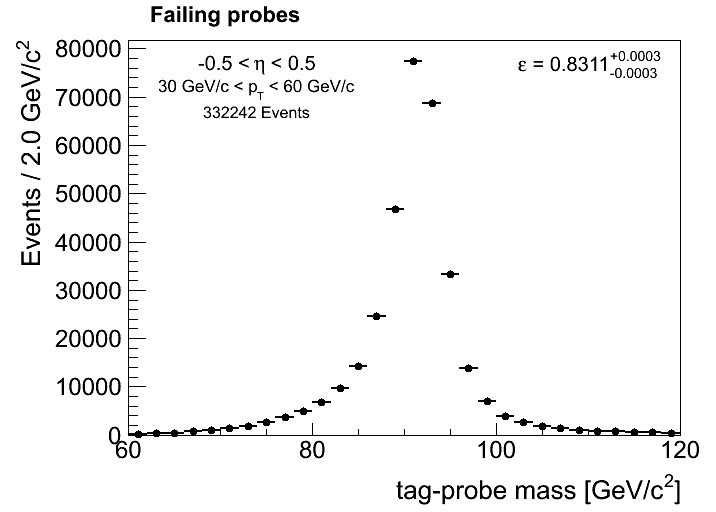 Failing probes
-0.5 < η < 0.5
30 GeV/c < p_T < 60 GeV/c
332242 Events
ε = 0.8311 +0.0003 -0.0003
Events / 2.0 GeV/c²
80000
70000
60000
50000
40000
30000
20000
10000
0
60 80 100 120
tag-probe mass [GeV/c²]